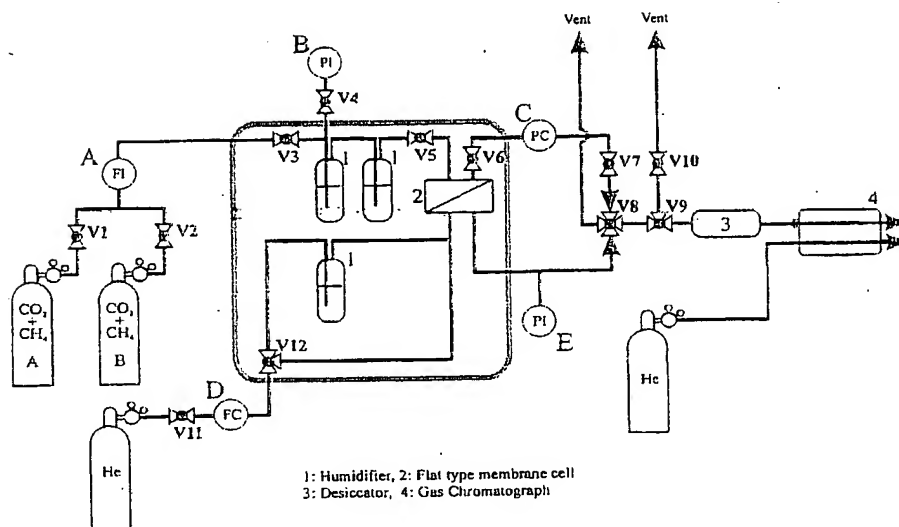 Vent
Vent
B
PI
V4
C
PC
A
FI
V3
1
1
V5
V6
V7
V10
V1
V2
2
V8
V9
3
4
1
CO₂
+
CH₄
A
CO₂
+
CH₄
B
V12
PI
E
He
D
FC
V11
He
1: Humidifier, 2: Flat type membrane cell
3: Desiccator, 4: Gas Chromatograph